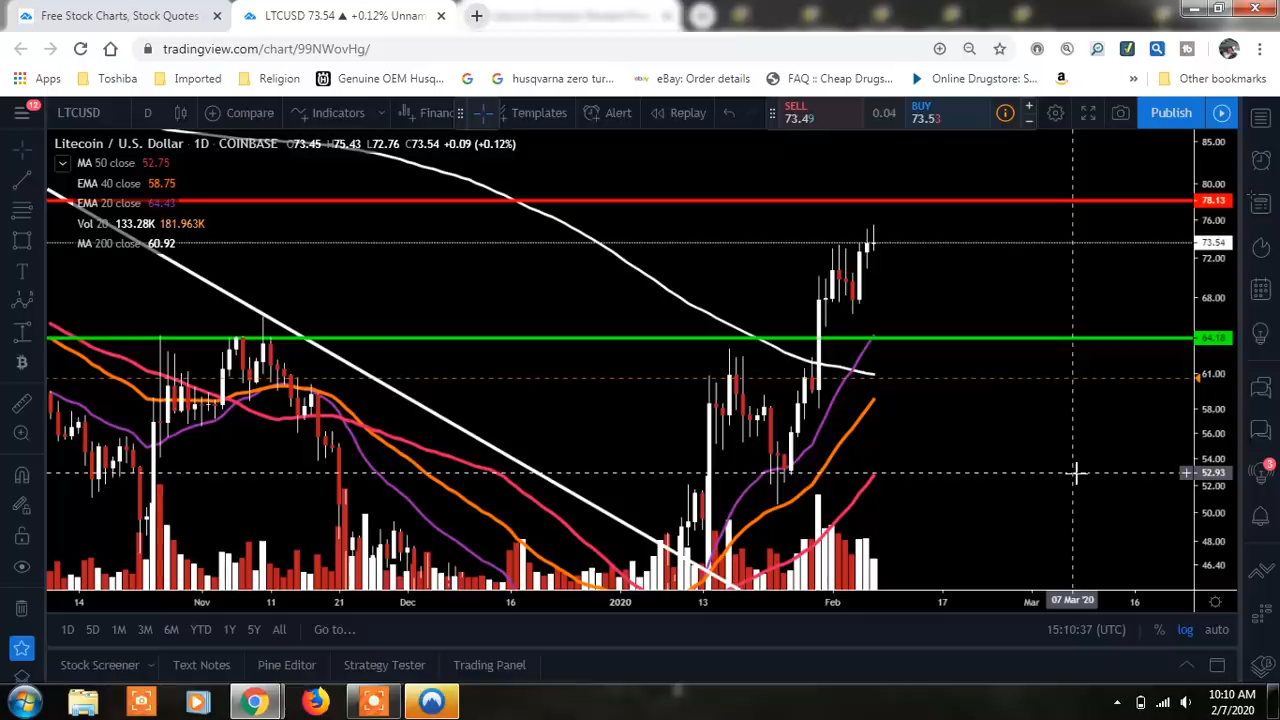 Free Stock Charts, Stock Quotes
LTCUSD 73.54 ▲ +0.12% Unnam
tradingview.com/chart/99NWovHg/
Apps Toshiba Imported Religion Genuine OEM Husq... husqvarna zero tur... eBay: Order details FAQ :: Cheap Drugs... Online Drugstore: S... » Other bookmarks
12 LTCUSD D Compare Indicators Financ Templates Alert Replay SELL 73.49 0.04 BUY 73.53 Publish
Litecoin / U.S. Dollar 1D COINBASE O73.45 H75.43 L72.76 C73.54 +0.09 (+0.12%)
MA 50 close 52.75
EMA 40 close 58.75
EMA 20 close 64.43
Vol 20 133.28K 181.963K
MA 200 close 60.92
85.00
80.00
78.13
76.00
73.54
72.00
68.00
64.18
61.00
58.00
56.00
54.00
52.93
52.00
50.00
48.00
46.40
3
14 Nov 11 21 Dec 16 2020 13 Feb 17 Mar 07 Mar '20 16
1D 5D 1M 3M 6M YTD 1Y 5Y All Go to... 15:10:37 (UTC) % log auto
Stock Screener Text Notes Pine Editor Strategy Tester Trading Panel
10:10 AM
2/7/2020